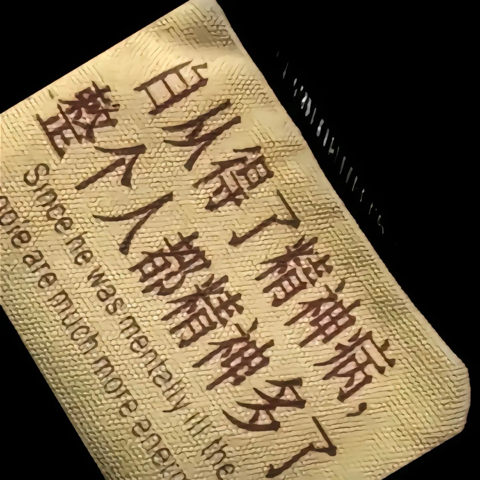 自从得了精神病,
整个人都精神多了
Since he was mentally ill the
ople are much more energ